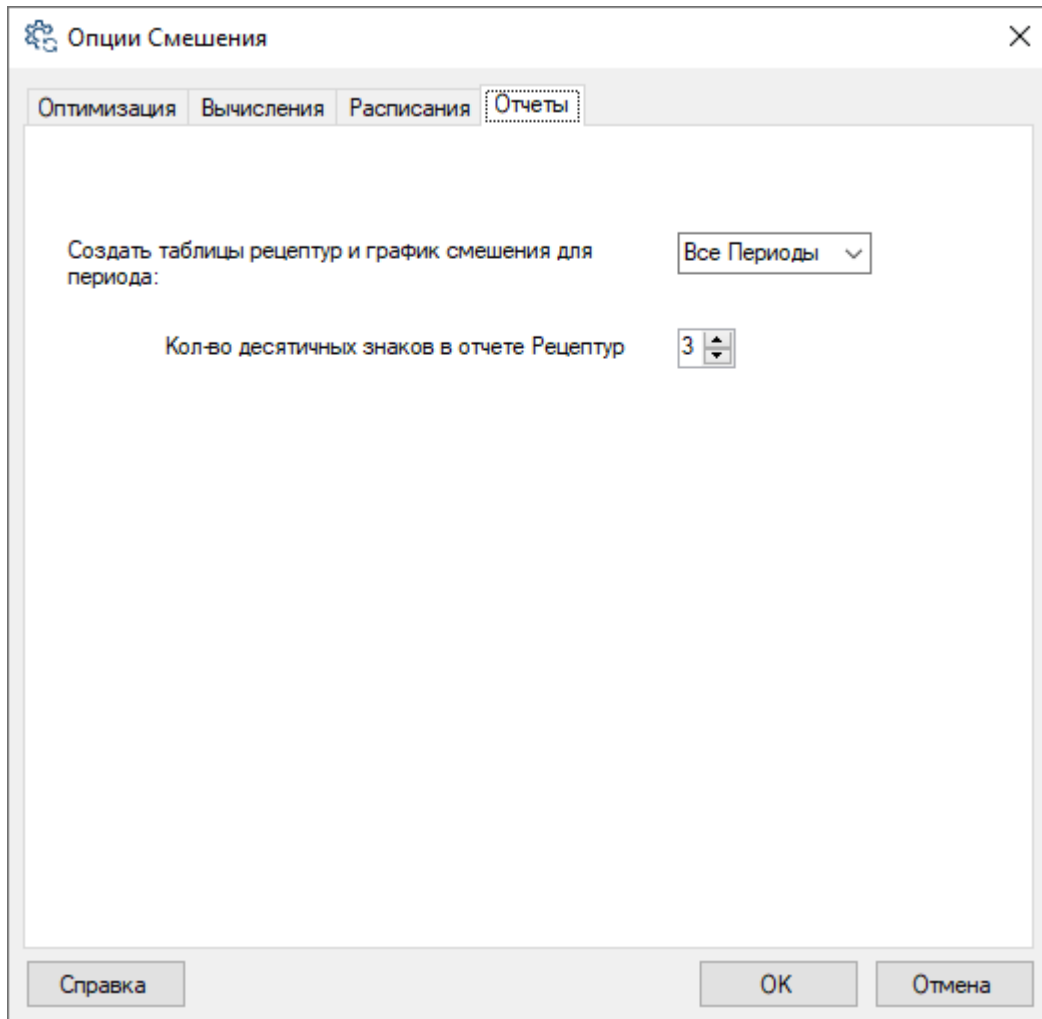 Опции Смешения
Оптимизация Вычисления Расписания Отчеты
Создать таблицы рецептур и график смешения для
периода:
Все Периоды
Кол-во десятичных знаков в отчете Рецептур 3
Справка OK Отмена